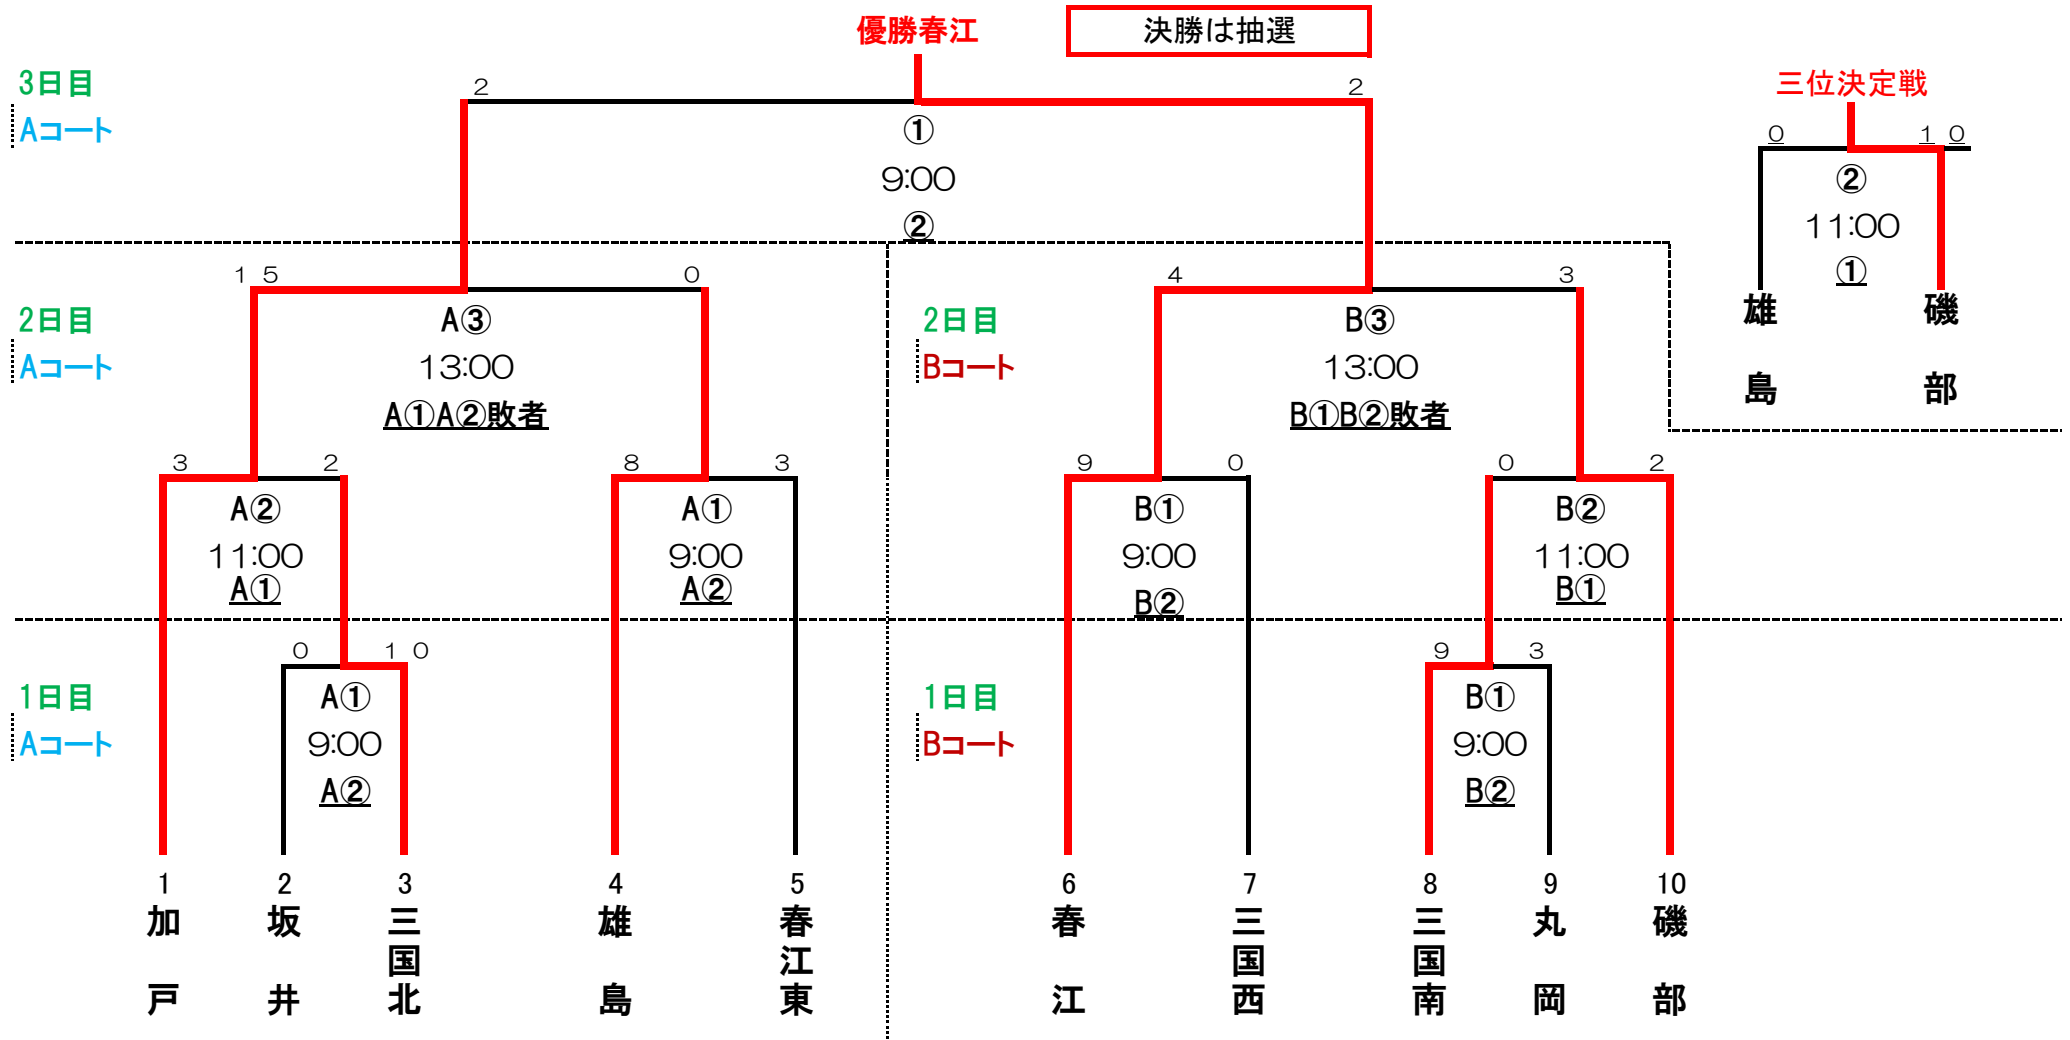 優勝春江
決勝は抽選
3日目
Aコート
2 2
①
9:00
②
三位決定戦
0 10
②
11:00
①
雄島 磯部
2日目
Aコート
15 0
A③
13:00
A①A②敗者
2日目
Bコート
4 3
B③
13:00
B①B②敗者
3 2
A②
11:00
A①
8 3
A①
9:00
A②
9 0
B①
9:00
B②
0 2
B②
11:00
B①
1日目
Aコート
0 10
A①
9:00
A②
1日目
Bコート
9 3
B①
9:00
B②
1 2 3 4 5 6 7 8 9 10
加戸
坂井
三国北
雄島
春江東
春江
三国西
三国南
丸岡
磯部